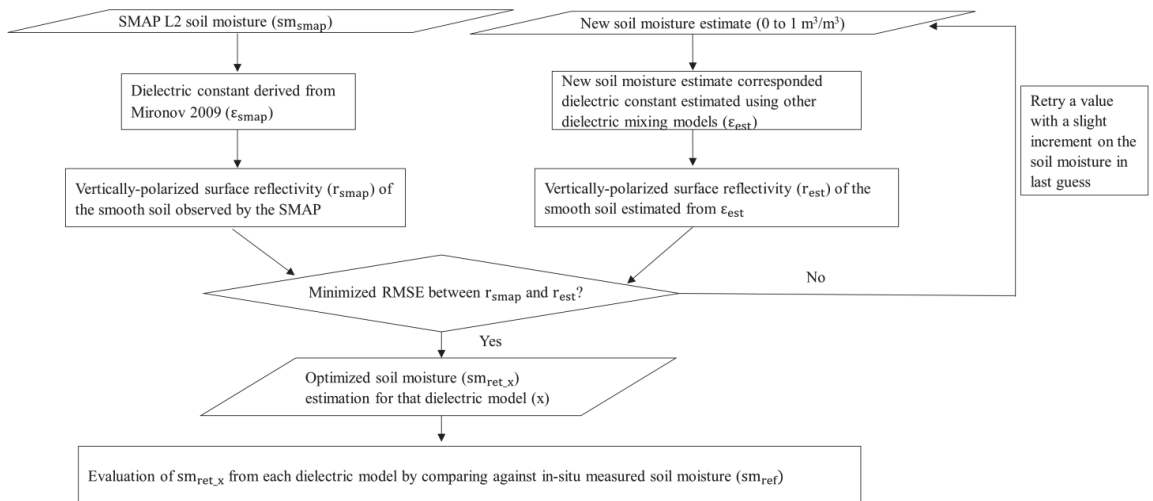 SMAP L2 soil moisture (sm_smap)
New soil moisture estimate (0 to 1 m³/m³)
Dielectric constant derived from
Mironov 2009 (ε_smap)
New soil moisture estimate corresponded
dielectric constant estimated using other
dielectric mixing models (ε_est)
Retry a value
with a slight
increment on the
soil moisture in
last guess
Vertically-polarized surface reflectivity (r_smap) of
the smooth soil observed by the SMAP
Vertically-polarized surface reflectivity (r_est) of the
smooth soil estimated from ε_est
Minimized RMSE between r_smap and r_est?
No
Yes
Optimized soil moisture (sm_ret_x)
estimation for that dielectric model (x)
Evaluation of sm_ret_x from each dielectric model by comparing against in-situ measured soil moisture (sm_ref)